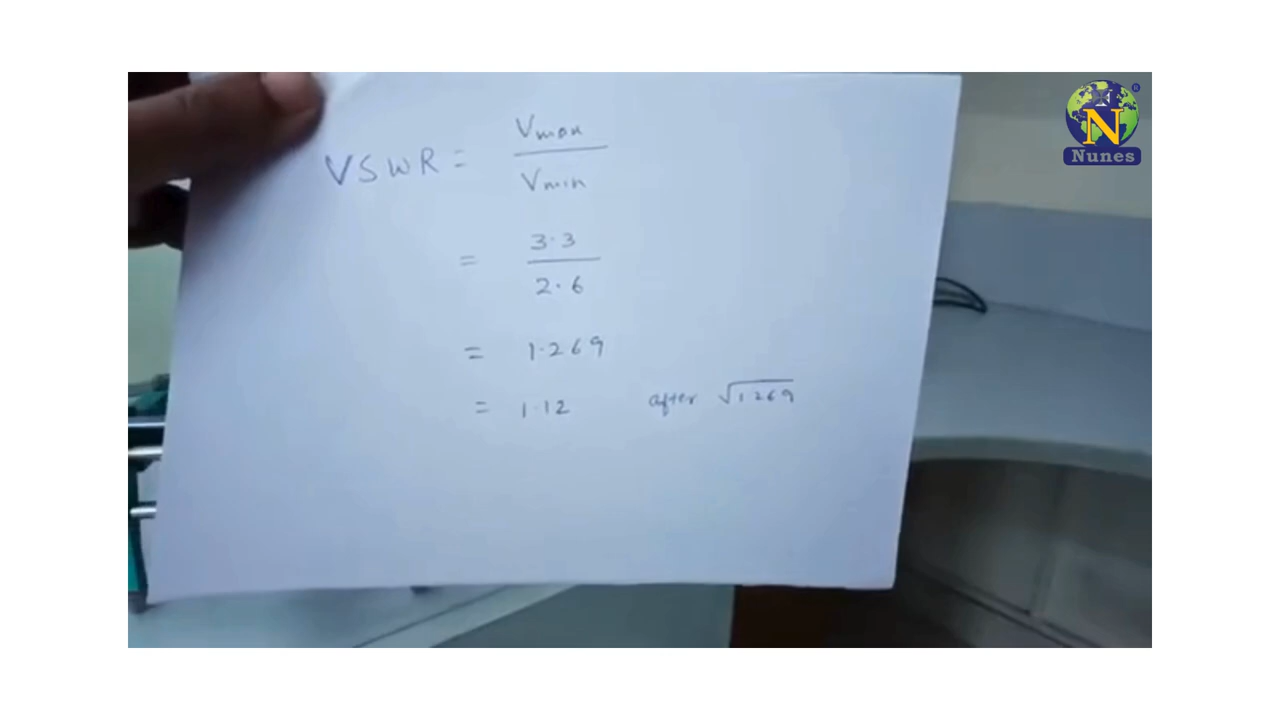 VSWR = Vmax / Vmin
= 3.3 / 2.6
= 1.269
= 1.12 after √1.269
Nunes